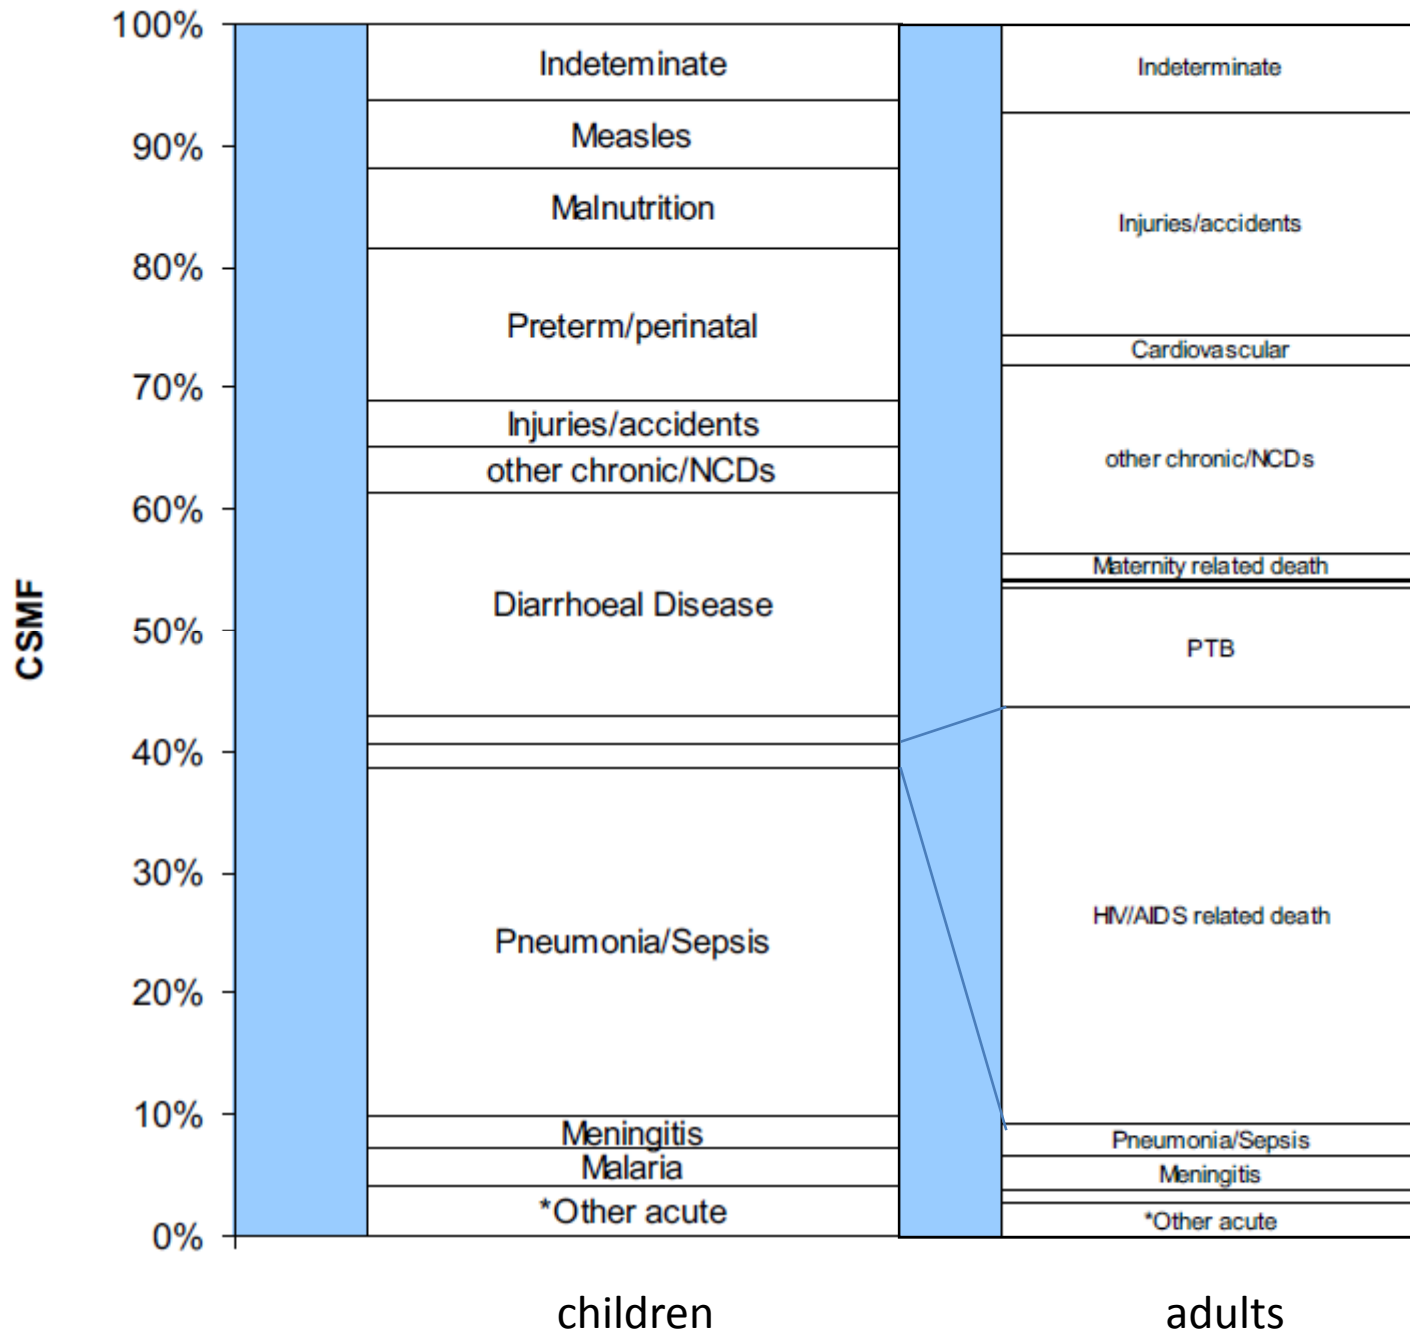 100%
90%
80%
70%
60%
50%
40%
30%
20%
10%
0%
CSMF
Indeteminate
Measles
Malnutrition
Preterm/perinatal
Injuries/accidents
other chronic/NCDs
Diarrhoeal Disease
Pneumonia/Sepsis
Meningitis
Malaria
*Other acute
Indeterminate
Injuries/accidents
Cardiovascular
other chronic/NCDs
Maternity related death
PTB
HIV/AIDS related death
Pneumonia/Sepsis
Meningitis
*Other acute
children
adults